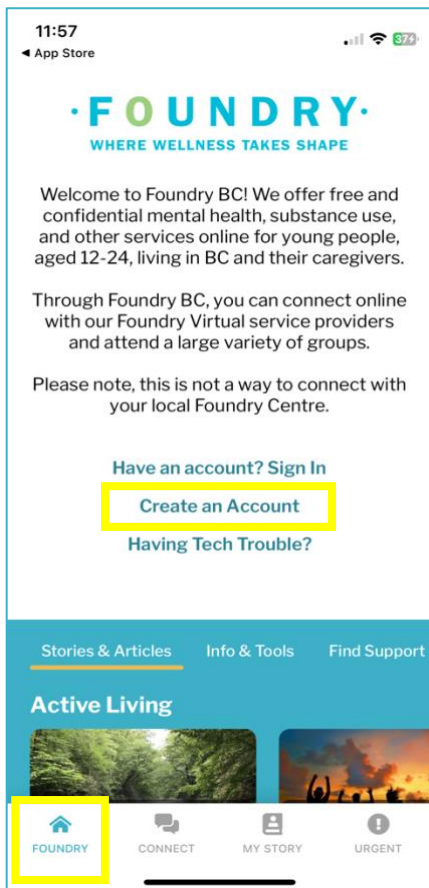 11:57
◀ App Store
37
·FOUNDRY·
WHERE WELLNESS TAKES SHAPE
Welcome to Foundry BC! We offer free and
confidential mental health, substance use,
and other services online for young people,
aged 12-24, living in BC and their caregivers.
Through Foundry BC, you can connect online
with our Foundry Virtual service providers
and attend a large variety of groups.
Please note, this is not a way to connect with
your local Foundry Centre.
Have an account? Sign In
Create an Account
Having Tech Trouble?
Stories & Articles Info & Tools Find Support
Active Living
FOUNDRY CONNECT MY STORY URGENT